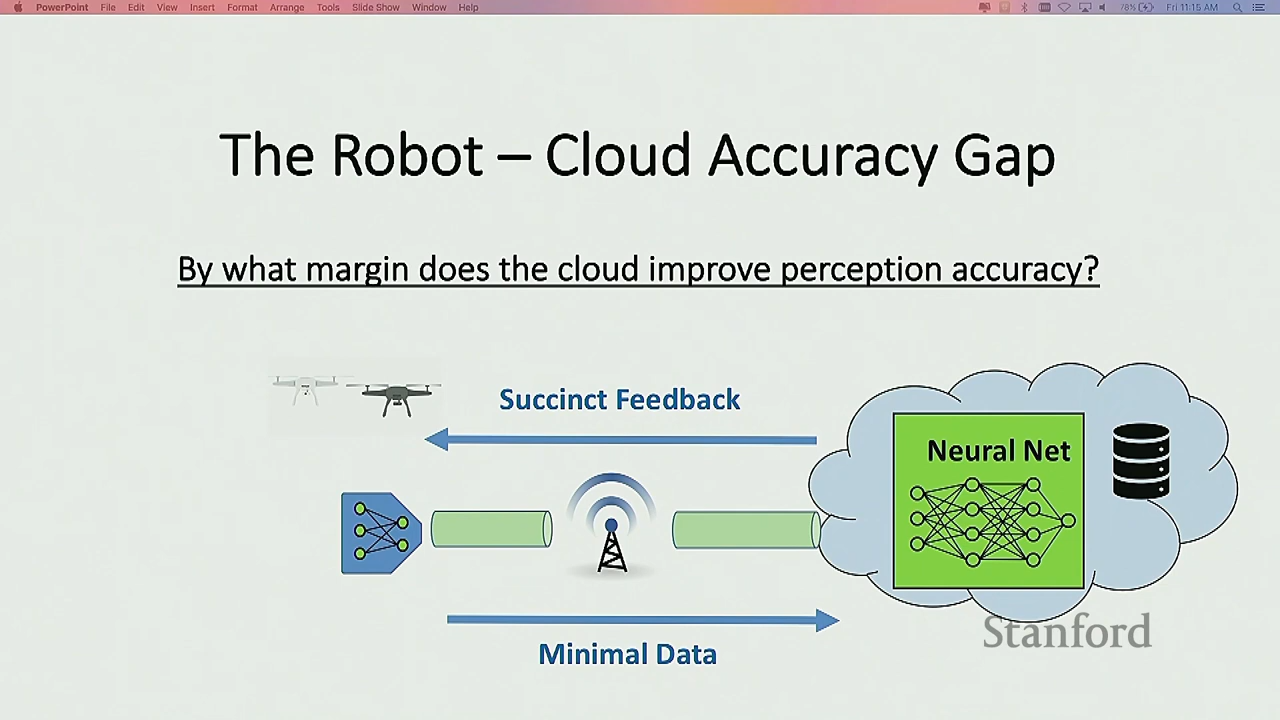 PowerPoint File Edit View Insert Format Arrange Tools Slide Show Window Help 78% Fri 11:15 AM
The Robot – Cloud Accuracy Gap
By what margin does the cloud improve perception accuracy?
Succinct Feedback
Neural Net
Stanford
Minimal Data